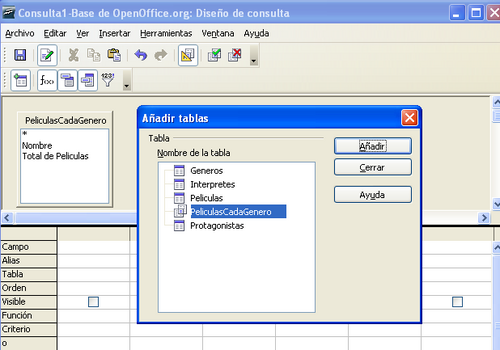 Consulta1-Base de OpenOffice.org: Diseño de consulta
Archivo Editar Ver Insertar Herramientas Ventana Ayuda
f(x)
PeliculasCadaGenero
*
Nombre
Total de Peliculas
Añadir tablas
Tabla
Nombre de la tabla
Generos
Interpretes
Peliculas
PeliculasCadaGenero
Protagonistas
Añadir
Cerrar
Ayuda
Campo
Alias
Tabla
Orden
Visible
Función
Criterio
o